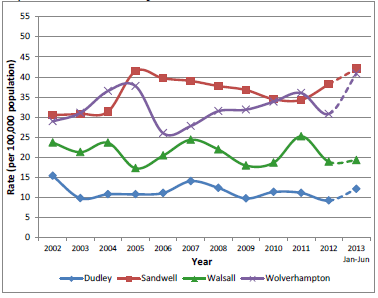 55
50
45
40
35
30
25
20
15
10
5
0
Rate (per 100,000 population)
2002 2003 2004 2005 2006 2007 2008 2009 2010 2011 2012 2013
Jan-Jun
Year
Dudley Sandwell Walsall Wolverhampton